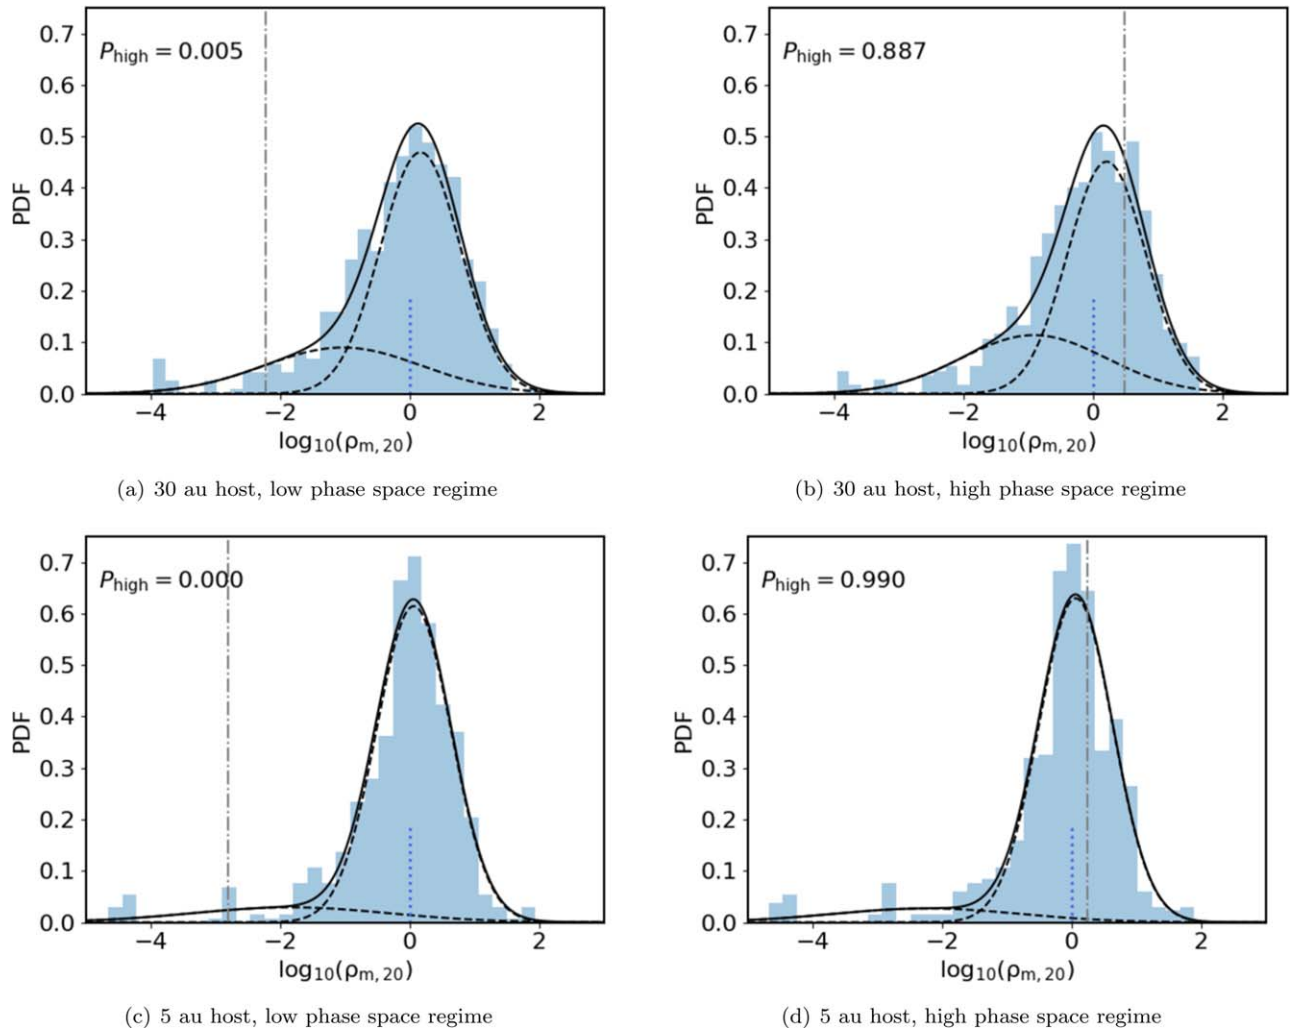 0.7
0.6
0.5
0.4
0.3
0.2
0.1
0.0
PDF
P_high = 0.005
−4 −2 0 2
log10(ρm, 20)
(a) 30 au host, low phase space regime
0.7
0.6
0.5
0.4
0.3
0.2
0.1
0.0
PDF
P_high = 0.887
−4 −2 0 2
log10(ρm, 20)
(b) 30 au host, high phase space regime
0.7
0.6
0.5
0.4
0.3
0.2
0.1
0.0
PDF
P_high = 0.000
−4 −2 0 2
log10(ρm, 20)
(c) 5 au host, low phase space regime
0.7
0.6
0.5
0.4
0.3
0.2
0.1
0.0
PDF
P_high = 0.990
−4 −2 0 2
log10(ρm, 20)
(d) 5 au host, high phase space regime